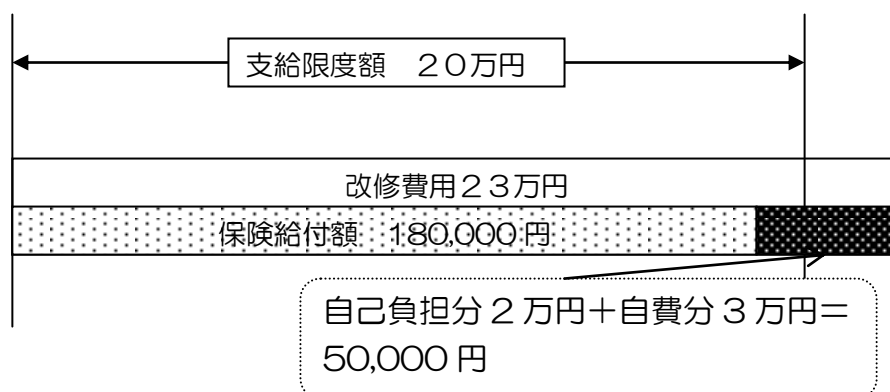 支給限度額　２０万円
改修費用２３万円
保険給付額　180,000 円
自己負担分２万円＋自費分３万円＝
50,000 円